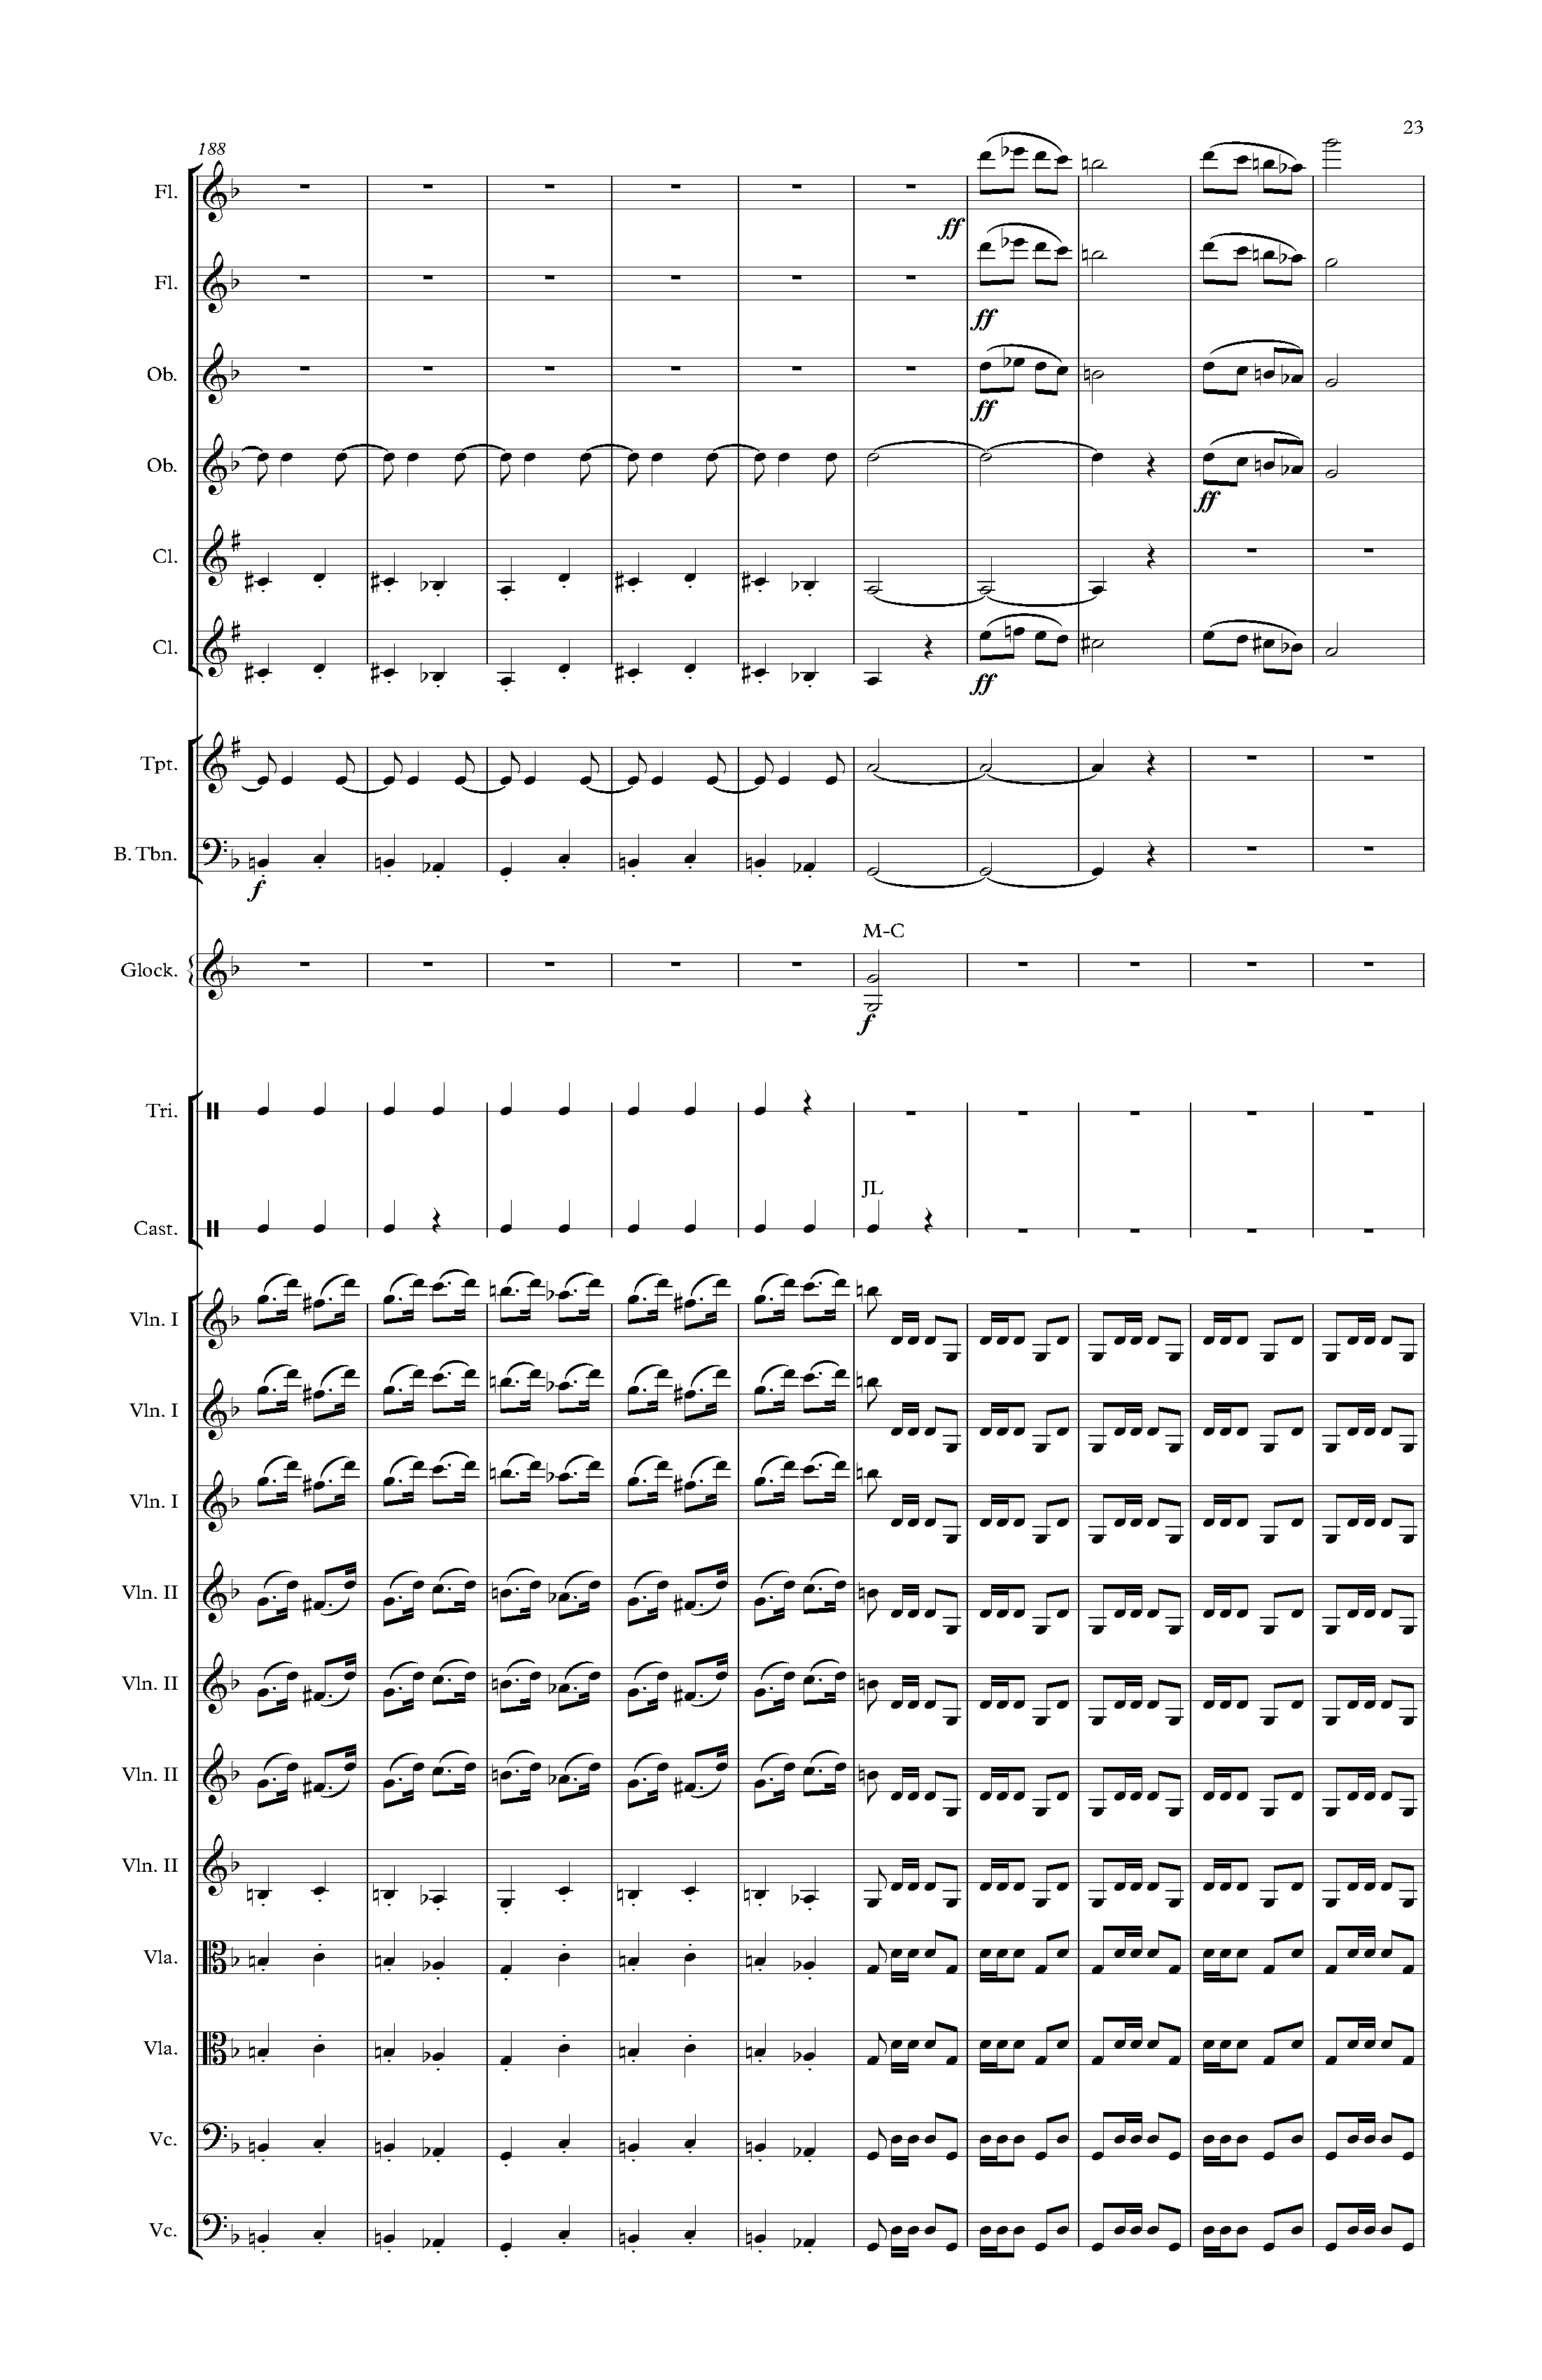 23
188
Fl.
ff
Fl.
ff
Ob.
ff
Ob.
ff
Cl.
Cl.
ff
Tpt.
B. Tbn.
f
M-C
Glock.
f
Tri.
JL
Cast.
Vln. I
Vln. I
Vln. I
Vln. II
Vln. II
Vln. II
Vln. II
Vla.
Vla.
Vc.
Vc.